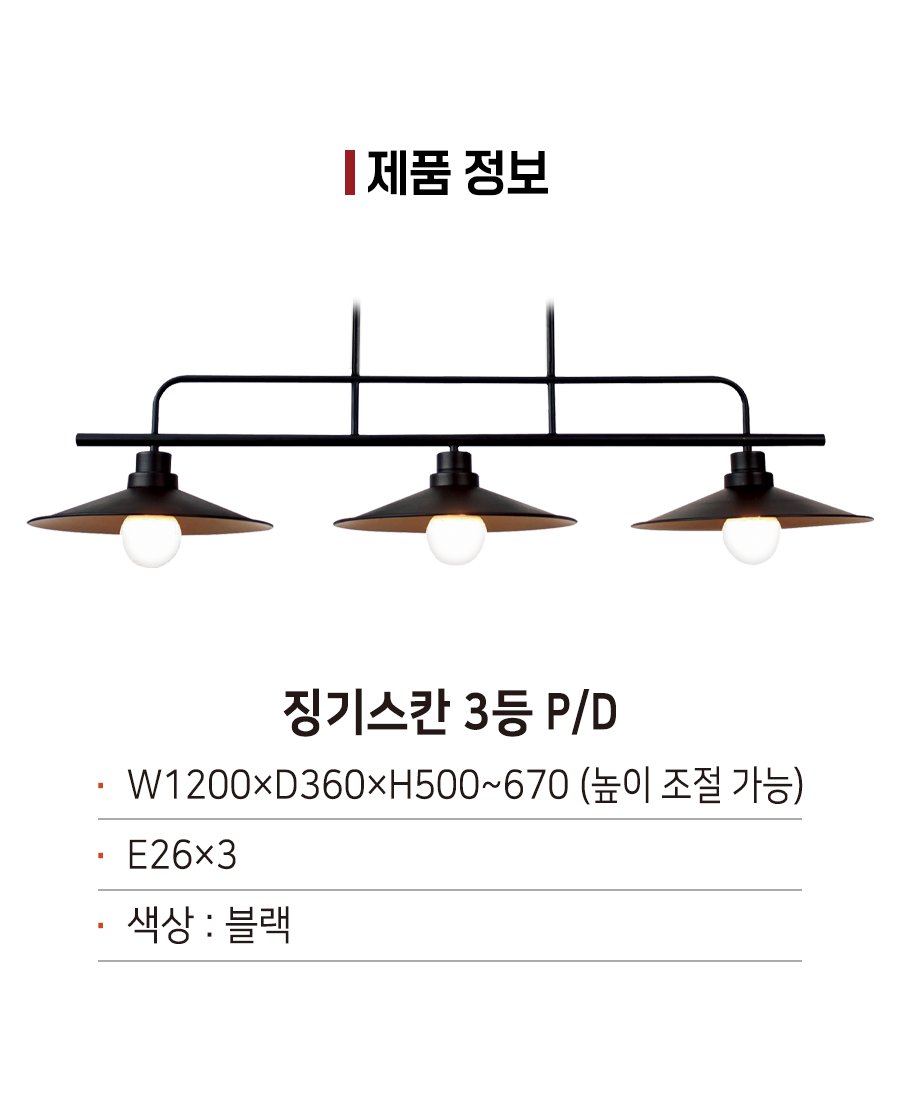 제품 정보
징기스칸 3등 P/D
· W1200×D360×H500~670 (높이 조절 가능)
· E26×3
· 색상 : 블랙